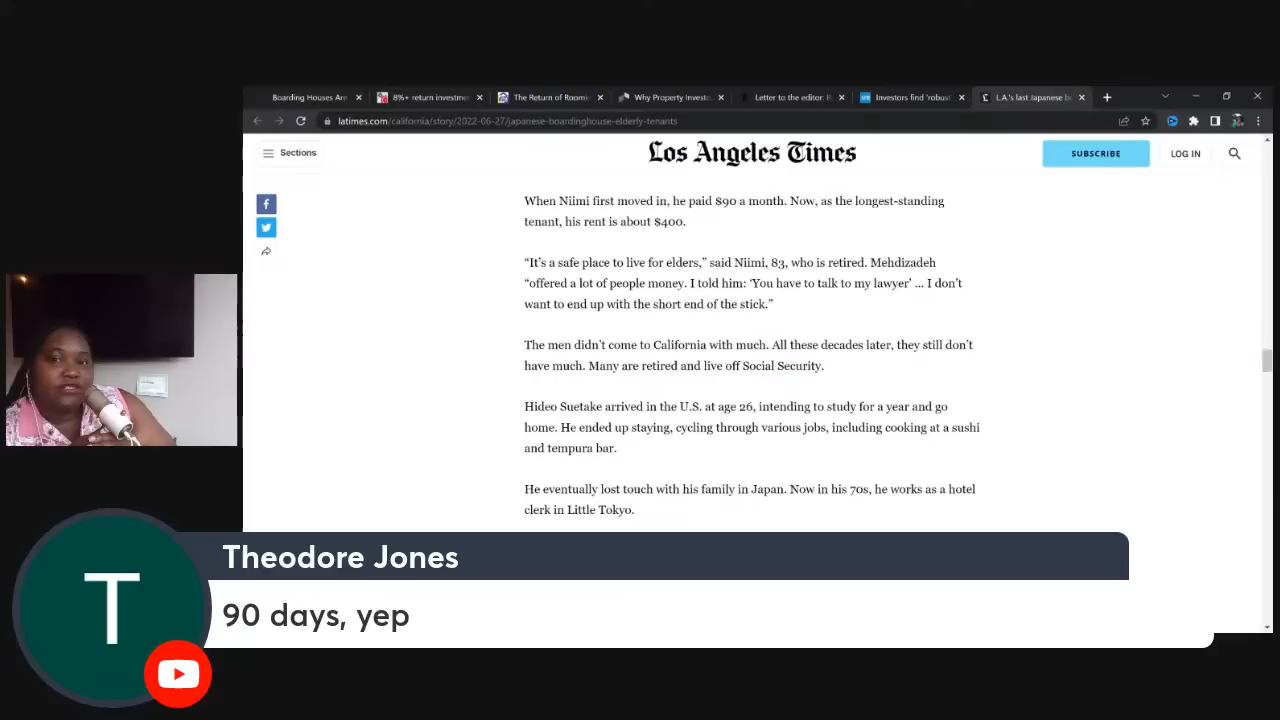 Boarding Houses Are
8%+ return investme
The Return of Roomi
Why Property Investo
Letter to the editor: B
Investors find 'robust
L.A.'s last Japanese b
latimes.com/california/story/2022-06-27/japanese-boardinghouse-elderly-tenants
Sections
Los Angeles Times
SUBSCRIBE
LOG IN
When Niimi first moved in, he paid $90 a month. Now, as the longest-standing
tenant, his rent is about $400.
“It’s a safe place to live for elders,” said Niimi, 83, who is retired. Mehdizadeh
“offered a lot of people money. I told him: ‘You have to talk to my lawyer’ ... I don’t
want to end up with the short end of the stick.”
The men didn’t come to California with much. All these decades later, they still don’t
have much. Many are retired and live off Social Security.
Hideo Suetake arrived in the U.S. at age 26, intending to study for a year and go
home. He ended up staying, cycling through various jobs, including cooking at a sushi
and tempura bar.
He eventually lost touch with his family in Japan. Now in his 70s, he works as a hotel
clerk in Little Tokyo.
T
Theodore Jones
90 days, yep